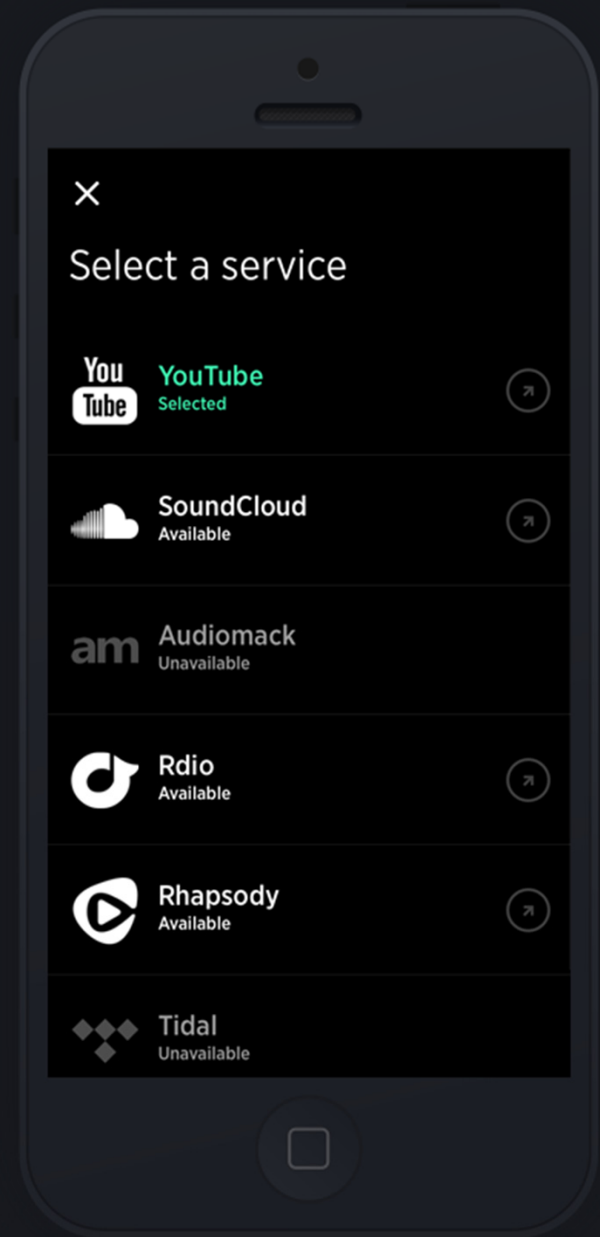 Select a service
You
Tube
YouTube
Selected
SoundCloud
Available
am
Audiomack
Unavailable
Rdio
Available
Rhapsody
Available
Tidal
Unavailable